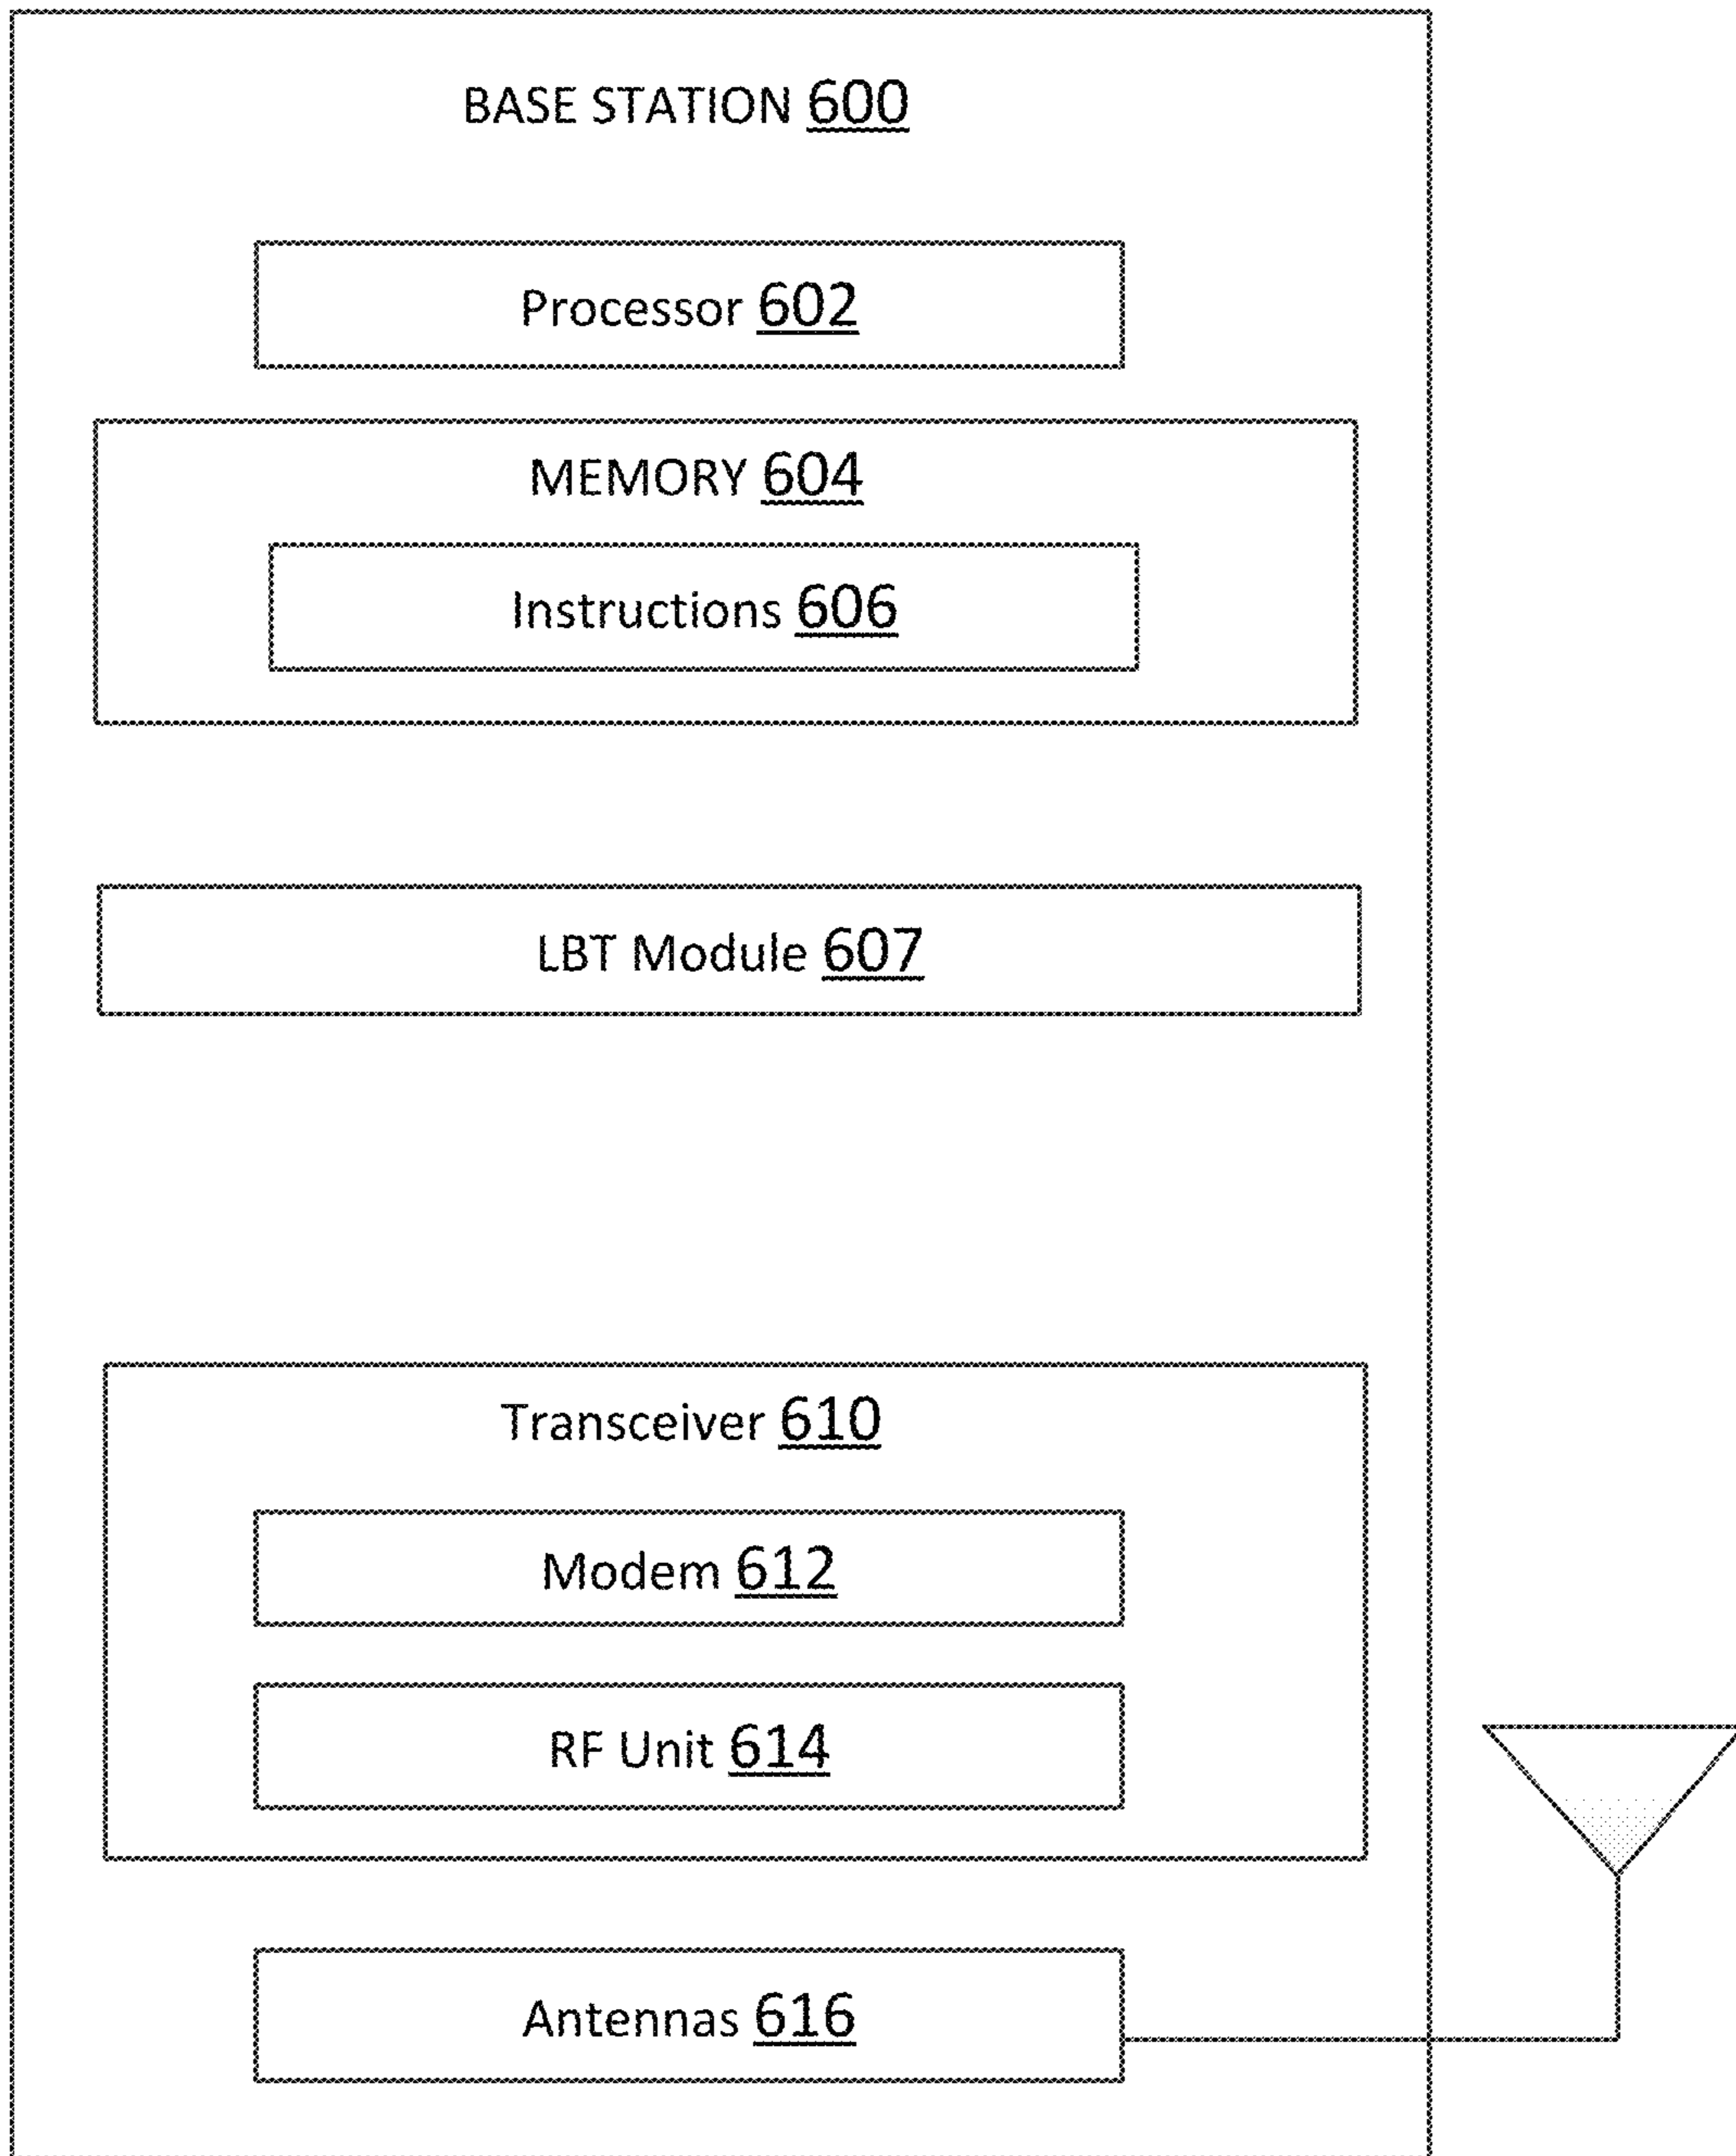 BASE STATION 600
Processor 602
MEMORY 604
Instructions 606
LBT Module 607
Transceiver 610
Modem 612
RF Unit 614
Antennas 616